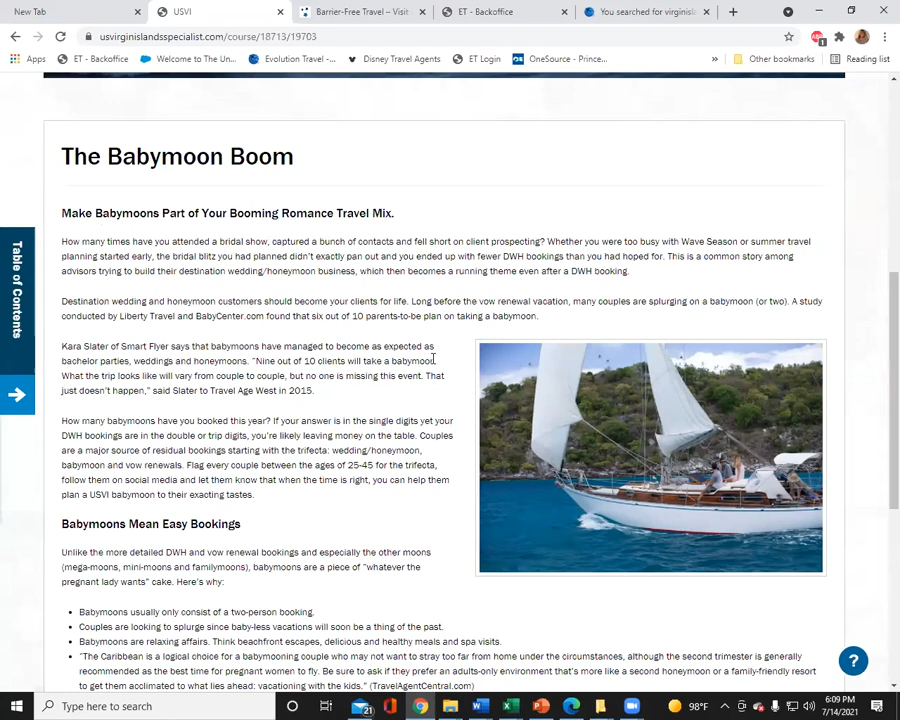 New Tab
USVI
Barrier-Free Travel – Visit
ET - Backoffice
You searched for virginisl
usvirginislandsspecialist.com/course/18713/19703
1
Apps
ET - Backoffice
Welcome to The Un...
Evolution Travel -...
Disney Travel Agents
ET Login
OneSource - Prince...
»
Other bookmarks
Reading list
The Babymoon Boom
Make Babymoons Part of Your Booming Romance Travel Mix.
How many times have you attended a bridal show, captured a bunch of contacts and fell short on client prospecting? Whether you were too busy with Wave Season or summer travel
planning started early, the bridal blitz you had planned didn't exactly pan out and you ended up with fewer DWH bookings than you had hoped for. This is a common story among
advisors trying to build their destination wedding/honeymoon business, which then becomes a running theme even after a DWH booking.
Destination wedding and honeymoon customers should become your clients for life. Long before the vow renewal vacation, many couples are splurging on a babymoon (or two). A study
conducted by Liberty Travel and BabyCenter.com found that six out of 10 parents-to-be plan on taking a babymoon.
Kara Slater of Smart Flyer says that babymoons have managed to become as expected as
bachelor parties, weddings and honeymoons. "Nine out of 10 clients will take a babymoon.
What the trip looks like will vary from couple to couple, but no one is missing this event. That
just doesn't happen," said Slater to Travel Age West in 2015.
How many babymoons have you booked this year? If your answer is in the single digits yet your
DWH bookings are in the double or trip digits, you're likely leaving money on the table. Couples
are a major source of residual bookings starting with the trifecta: wedding/honeymoon,
babymoon and vow renewals. Flag every couple between the ages of 25-45 for the trifecta,
follow them on social media and let them know that when the time is right, you can help them
plan a USVI babymoon to their exacting tastes.
Babymoons Mean Easy Bookings
Unlike the more detailed DWH and vow renewal bookings and especially the other moons
(mega-moons, mini-moons and familymoons), babymoons are a piece of "whatever the
pregnant lady wants" cake. Here's why:
• Babymoons usually only consist of a two-person booking.
• Couples are looking to splurge since baby-less vacations will soon be a thing of the past.
• Babymoons are relaxing affairs. Think beachfront escapes, delicious and healthy meals and spa visits.
• "The Caribbean is a logical choice for a babymooning couple who may not want to stray too far from home under the circumstances, although the second trimester is generally
recommended as the best time for pregnant women to fly. Be sure to ask if they prefer an adults-only environment that's more like a second honeymoon or a family-friendly resort
to get them acclimated to what lies ahead: vacationing with the kids." (TravelAgentCentral.com)
Table of Contents
?
Type here to search
21
98°F
6:09 PM
7/14/2021